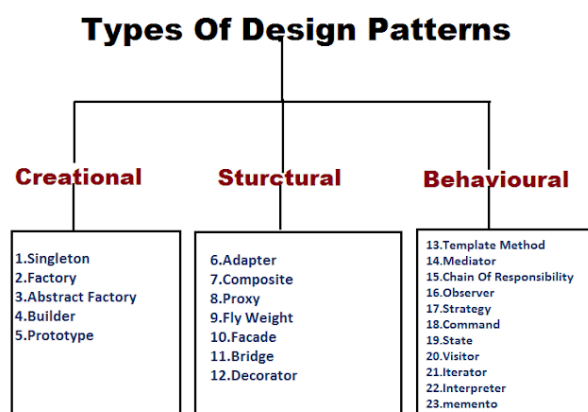 Types Of Design Patterns
Creational
1.Singleton
2.Factory
3.Abstract Factory
4.Builder
5.Prototype
Sturctural
6.Adapter
7.Composite
8.Proxy
9.Fly Weight
10.Facade
11.Bridge
12.Decorator
Behavioural
13.Template Method
14.Mediator
15.Chain Of Responsibility
16.Observer
17.Strategy
18.Command
19.State
20.Visitor
21.Iterator
22.Interpreter
23.memento